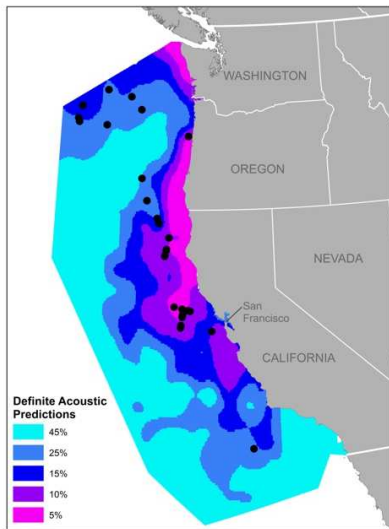 WASHINGTON
OREGON
NEVADA
San
Francisco
CALIFORNIA
Definite Acoustic
Predictions
45%
25%
15%
10%
5%